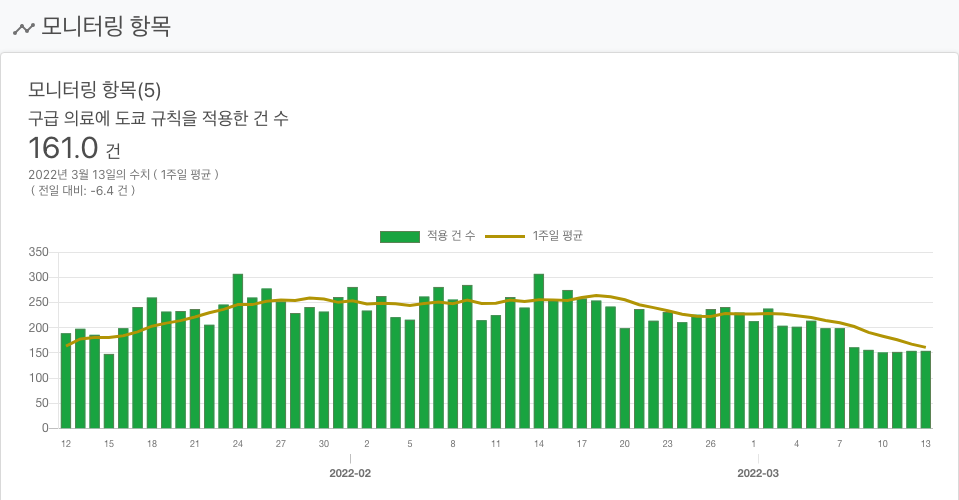 모니터링 항목
모니터링 항목(5)
구급 의료에 도쿄 규칙을 적용한 건 수
161.0 건
2022년 3월 13일의 수치 ( 1주일 평균 )
( 전일 대비: -6.4 건 )
적용 건 수 1주일 평균
350
300
250
200
150
100
50
0
12 15 18 21 24 27 30 2 5 8 11 14 17 20 23 26 1 4 7 10 13
2022-02 2022-03